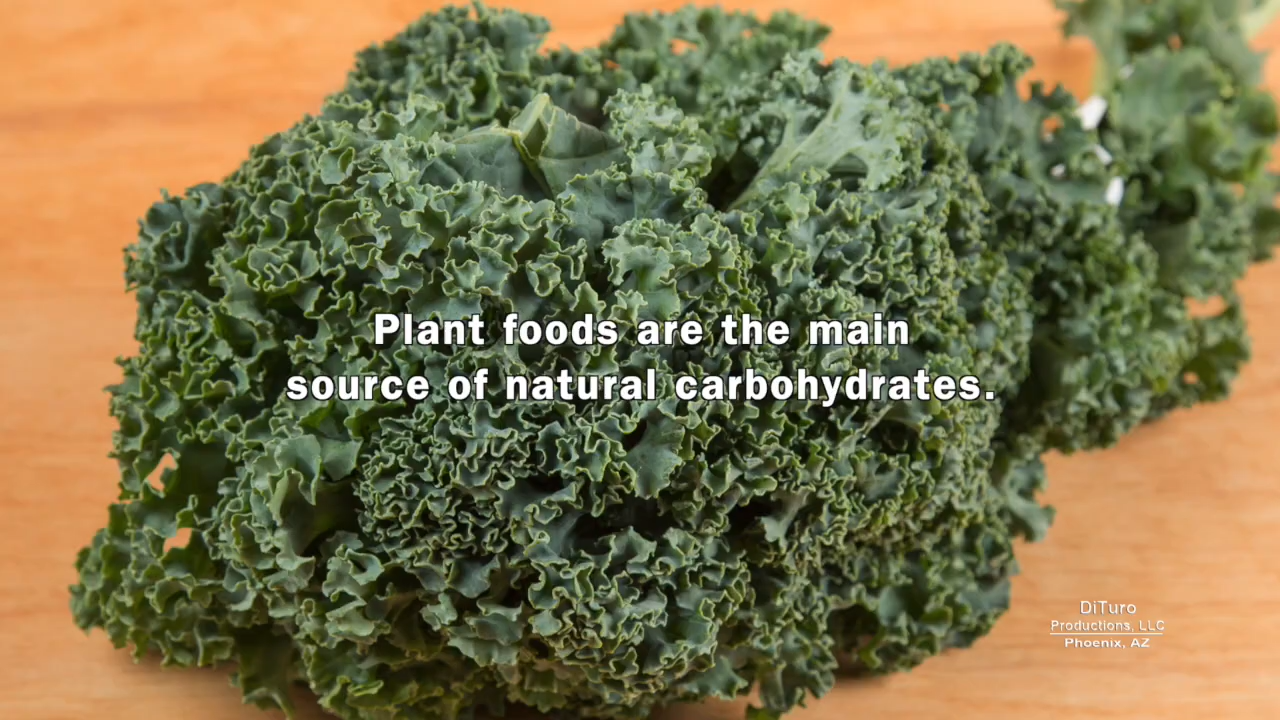 Plant foods are the main
source of natural carbohydrates.
DiTuro
Productions, LLC
Phoenix, AZ